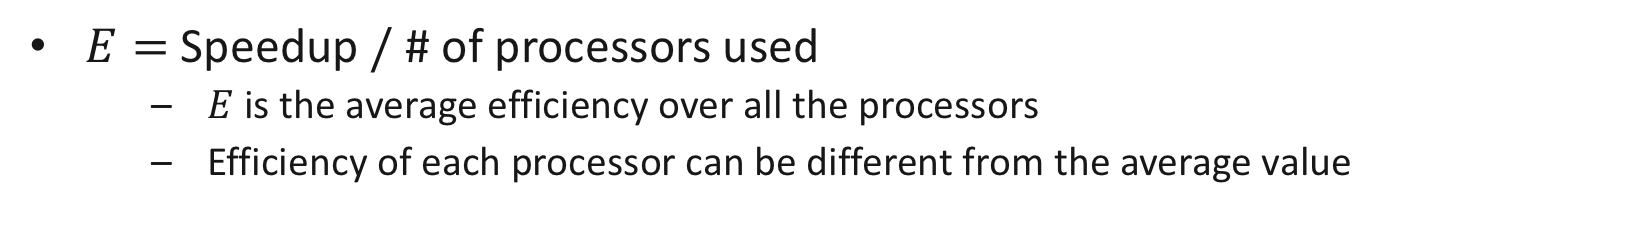 • E = Speedup / # of processors used
– E is the average efficiency over all the processors
– Efficiency of each processor can be different from the average value